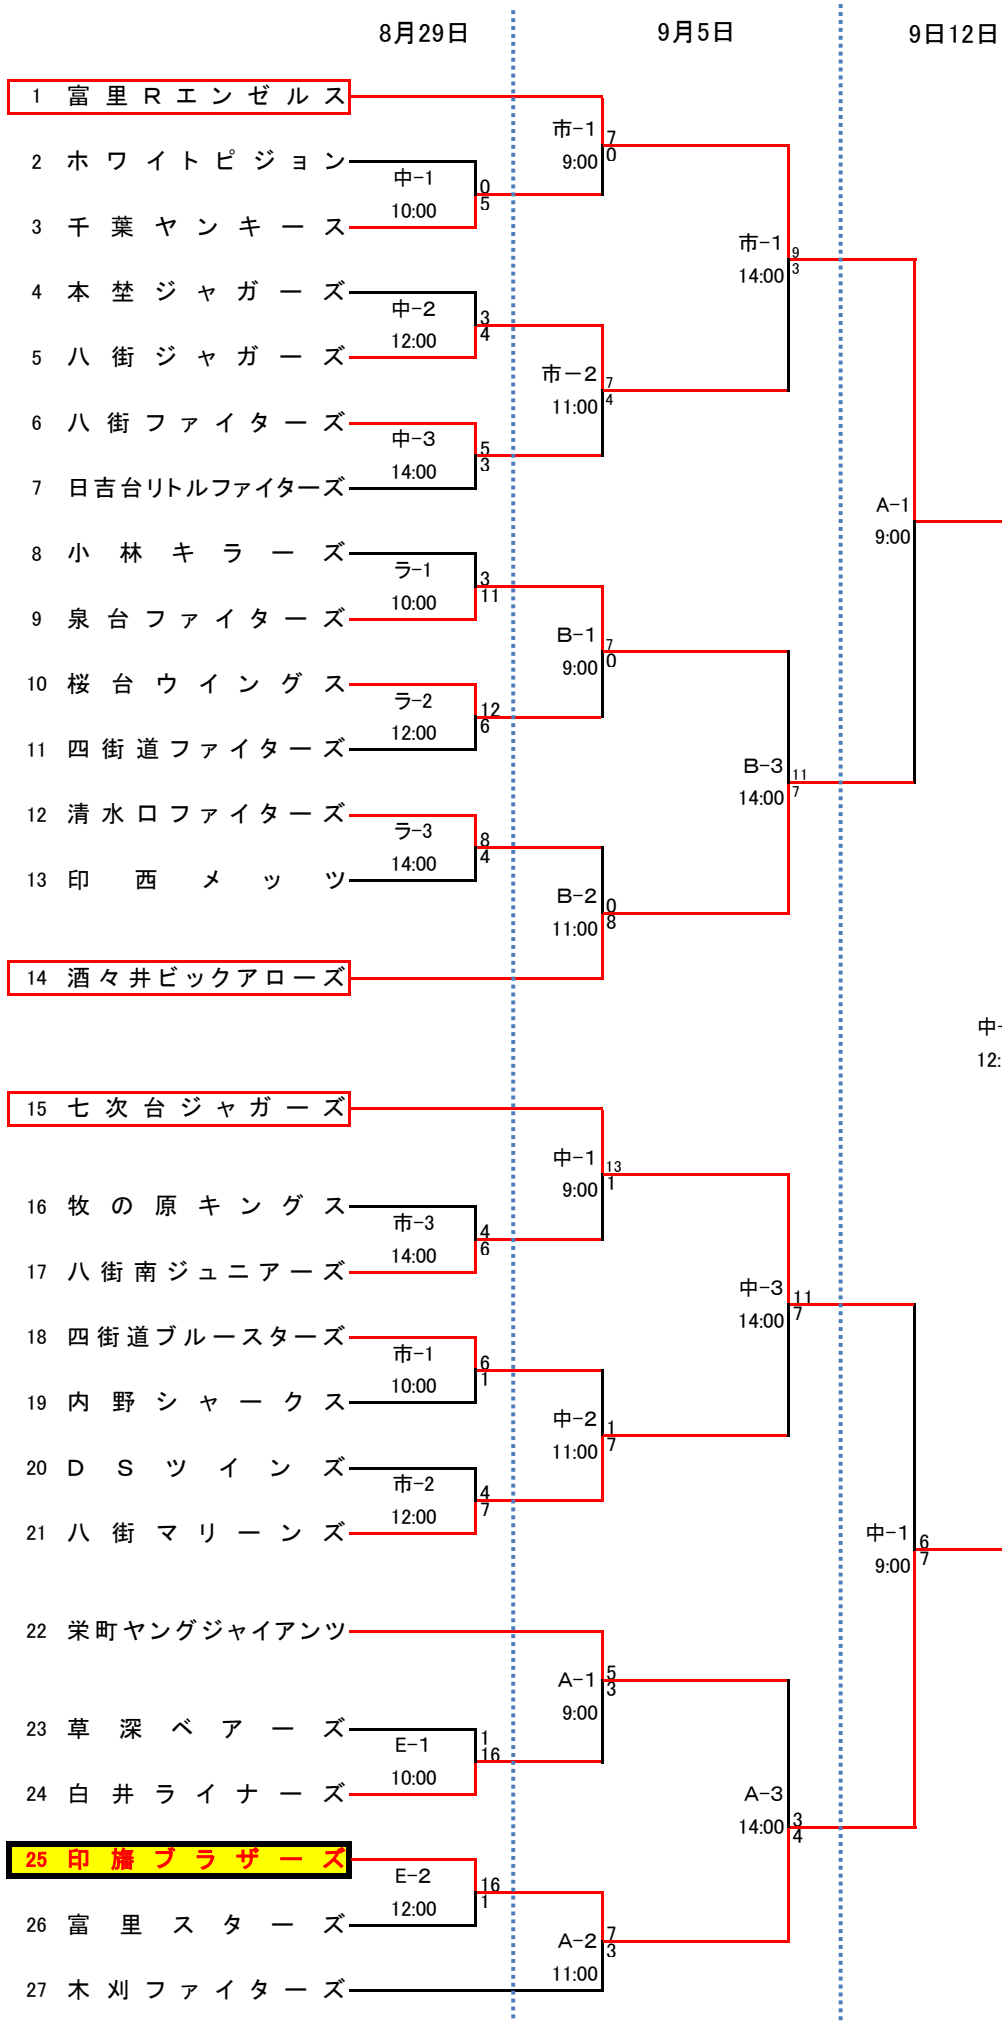 8月29日
9月5日
9日12日
1 富里Rエンゼルス
市-1
7
9:00
0
2 ホワイトピジョン
中-1
0
10:00
5
3 千葉ヤンキース
市-1
9
14:00
3
4 本埜ジャガーズ
中-2
3
12:00
4
5 八街ジャガーズ
市ー2
7
11:00
4
6 八街ファイターズ
中-3
5
14:00
3
7 日吉台リトルファイターズ
A-1
9:00
8 小林キラーズ
ラ-1
3
10:00
11
9 泉台ファイターズ
B-1
7
9:00
0
10 桜台ウイングス
ラ-2
12
12:00
6
11 四街道ファイターズ
B-3
11
14:00
7
12 清水口ファイターズ
ラ-3
8
14:00
4
13 印西メッツ
B-2
0
11:00
8
14 酒々井ビックアローズ
中-
12:
15 七次台ジャガーズ
中-1
13
9:00
1
16 牧の原キングス
市-3
4
14:00
6
17 八街南ジュニアーズ
中-3
11
14:00
7
18 四街道ブルースターズ
市-1
6
10:00
1
19 内野シャークス
中-2
1
11:00
7
20 DSツインズ
市-2
4
12:00
7
21 八街マリーンズ
中-1
6
9:00
7
22 栄町ヤングジャイアンツ
A-1
5
9:00
3
23 草深ベアーズ
E-1
1
10:00
16
24 白井ライナーズ
A-3
3
14:00
4
25 印旛ブラザーズ
E-2
16
12:00
1
26 富里スターズ
A-2
7
11:00
3
27 木刈ファイターズ